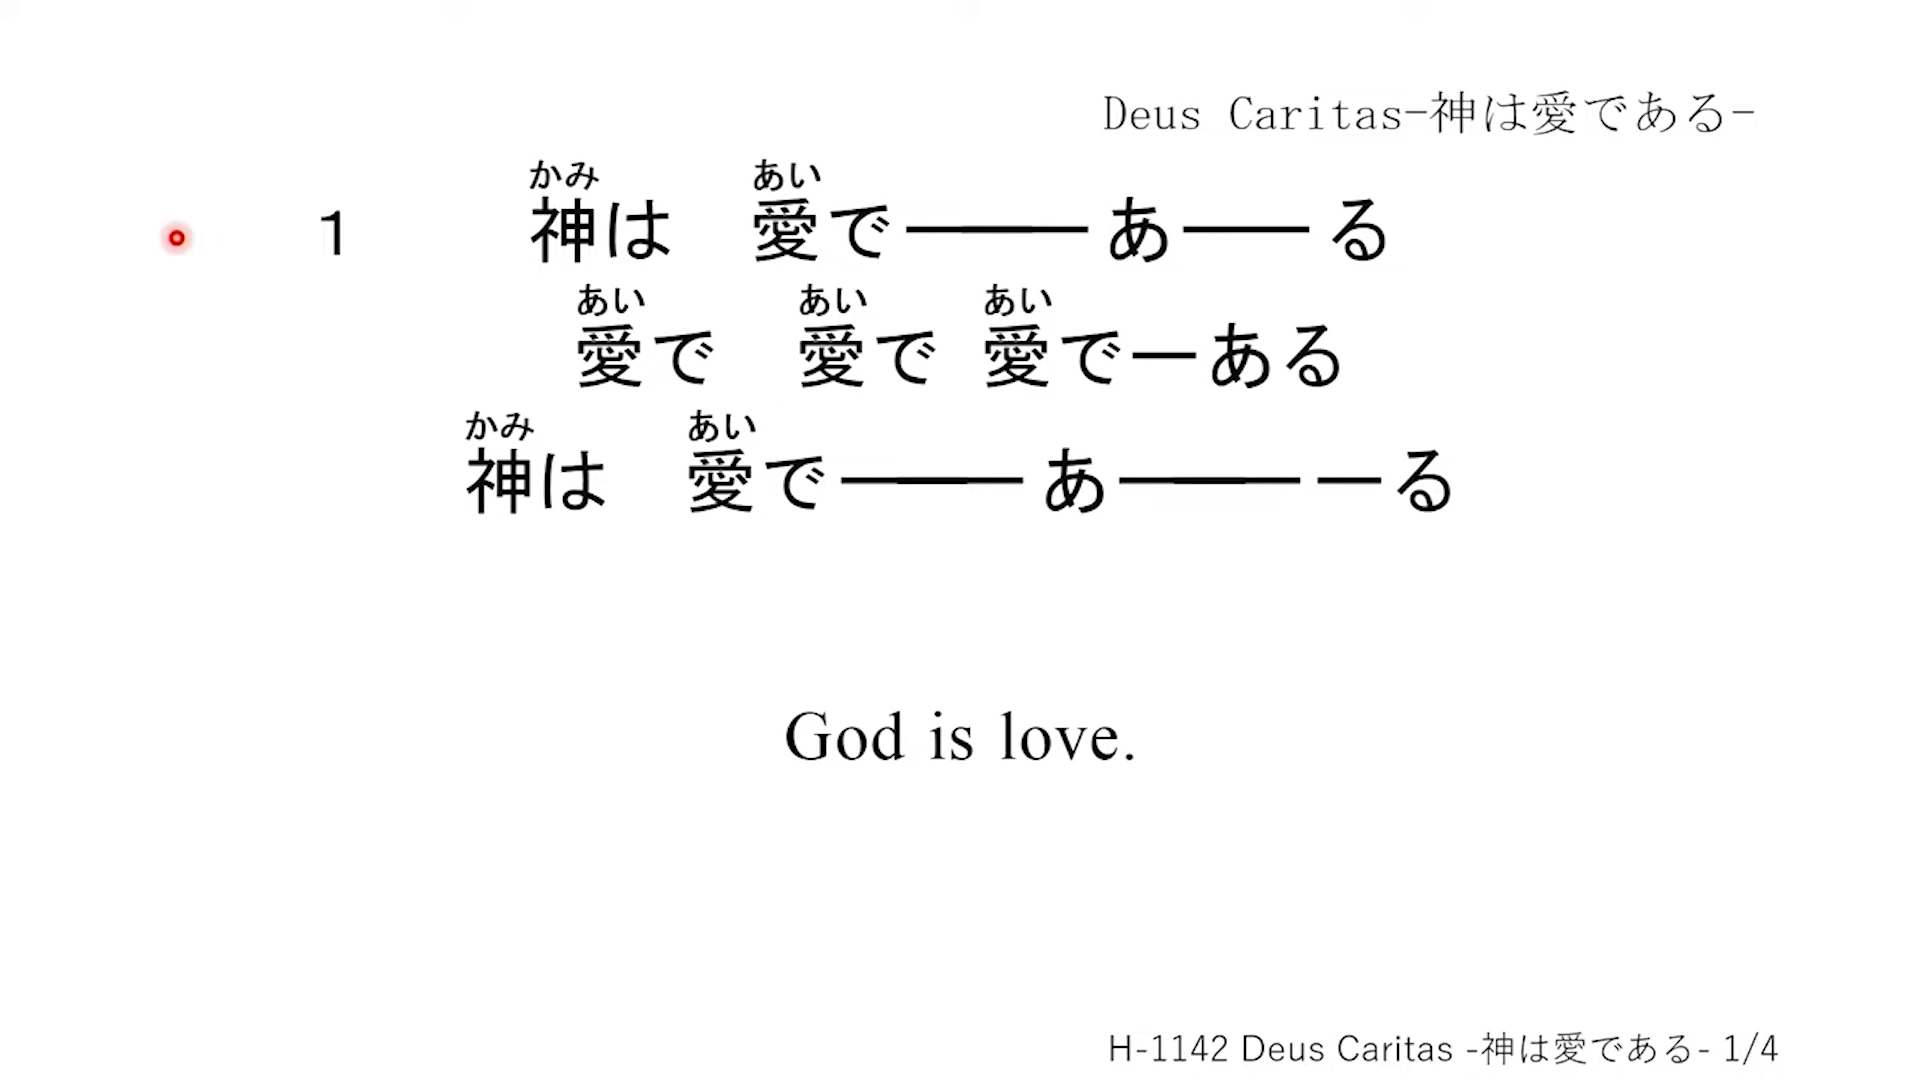 Deus Caritas-神は愛である-
かみ あい
1 神は 愛で――― あ――る
あい あい あい
愛で 愛で 愛で―ある
かみ あい
神は 愛で――― あ――― ―る
God is love.
H-1142 Deus Caritas -神は愛である- 1/4